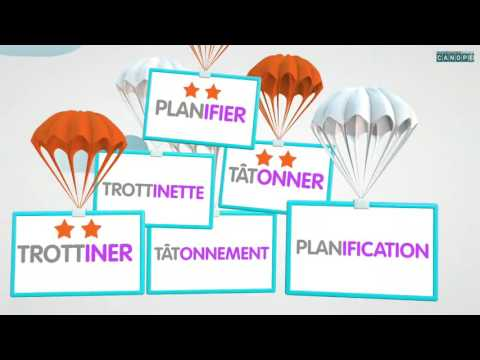 CANOPÉ
PLANIFIER
TÂTONNER
TROTTINETTE
TROTTINER
TÂTONNEMENT
PLANIFICATION